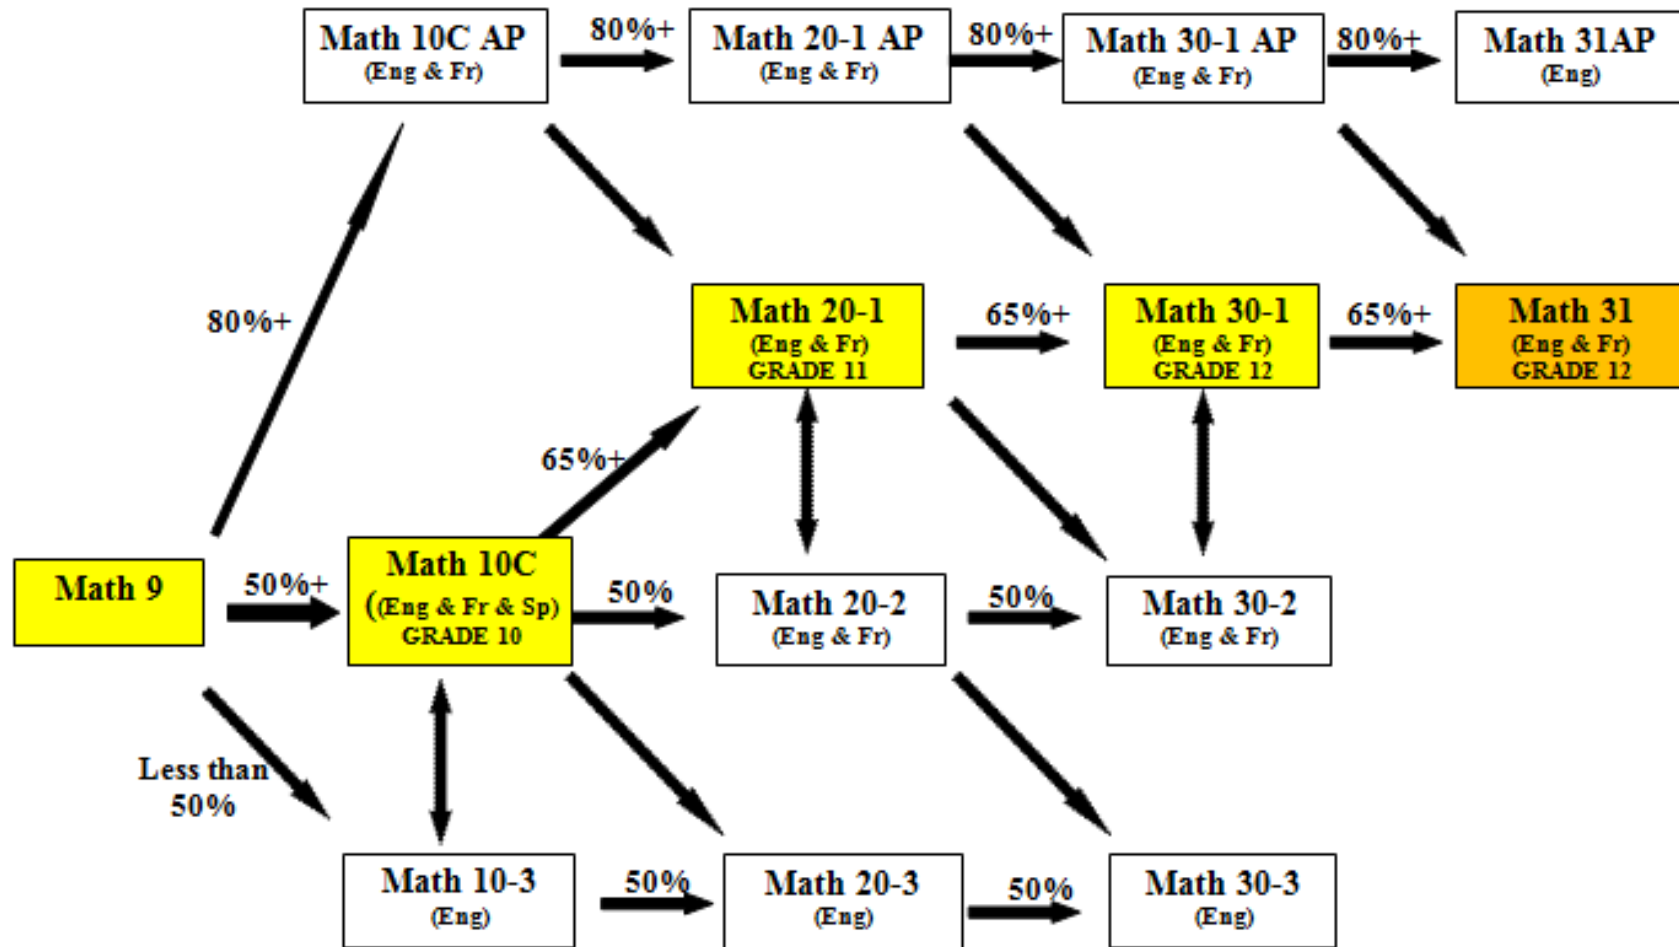 Math 10C AP
(Eng & Fr)
80%+
Math 20-1 AP
(Eng & Fr)
80%+
Math 30-1 AP
(Eng & Fr)
80%+
Math 31AP
(Eng)
80%+
Math 20-1
(Eng & Fr)
GRADE 11
65%+
Math 30-1
(Eng & Fr)
GRADE 12
65%+
Math 31
(Eng & Fr)
GRADE 12
65%+
Math 9
50%+
Math 10C
((Eng & Fr & Sp)
GRADE 10
50%
Math 20-2
(Eng & Fr)
50%
Math 30-2
(Eng & Fr)
Less than
50%
Math 10-3
(Eng)
50%
Math 20-3
(Eng)
50%
Math 30-3
(Eng)